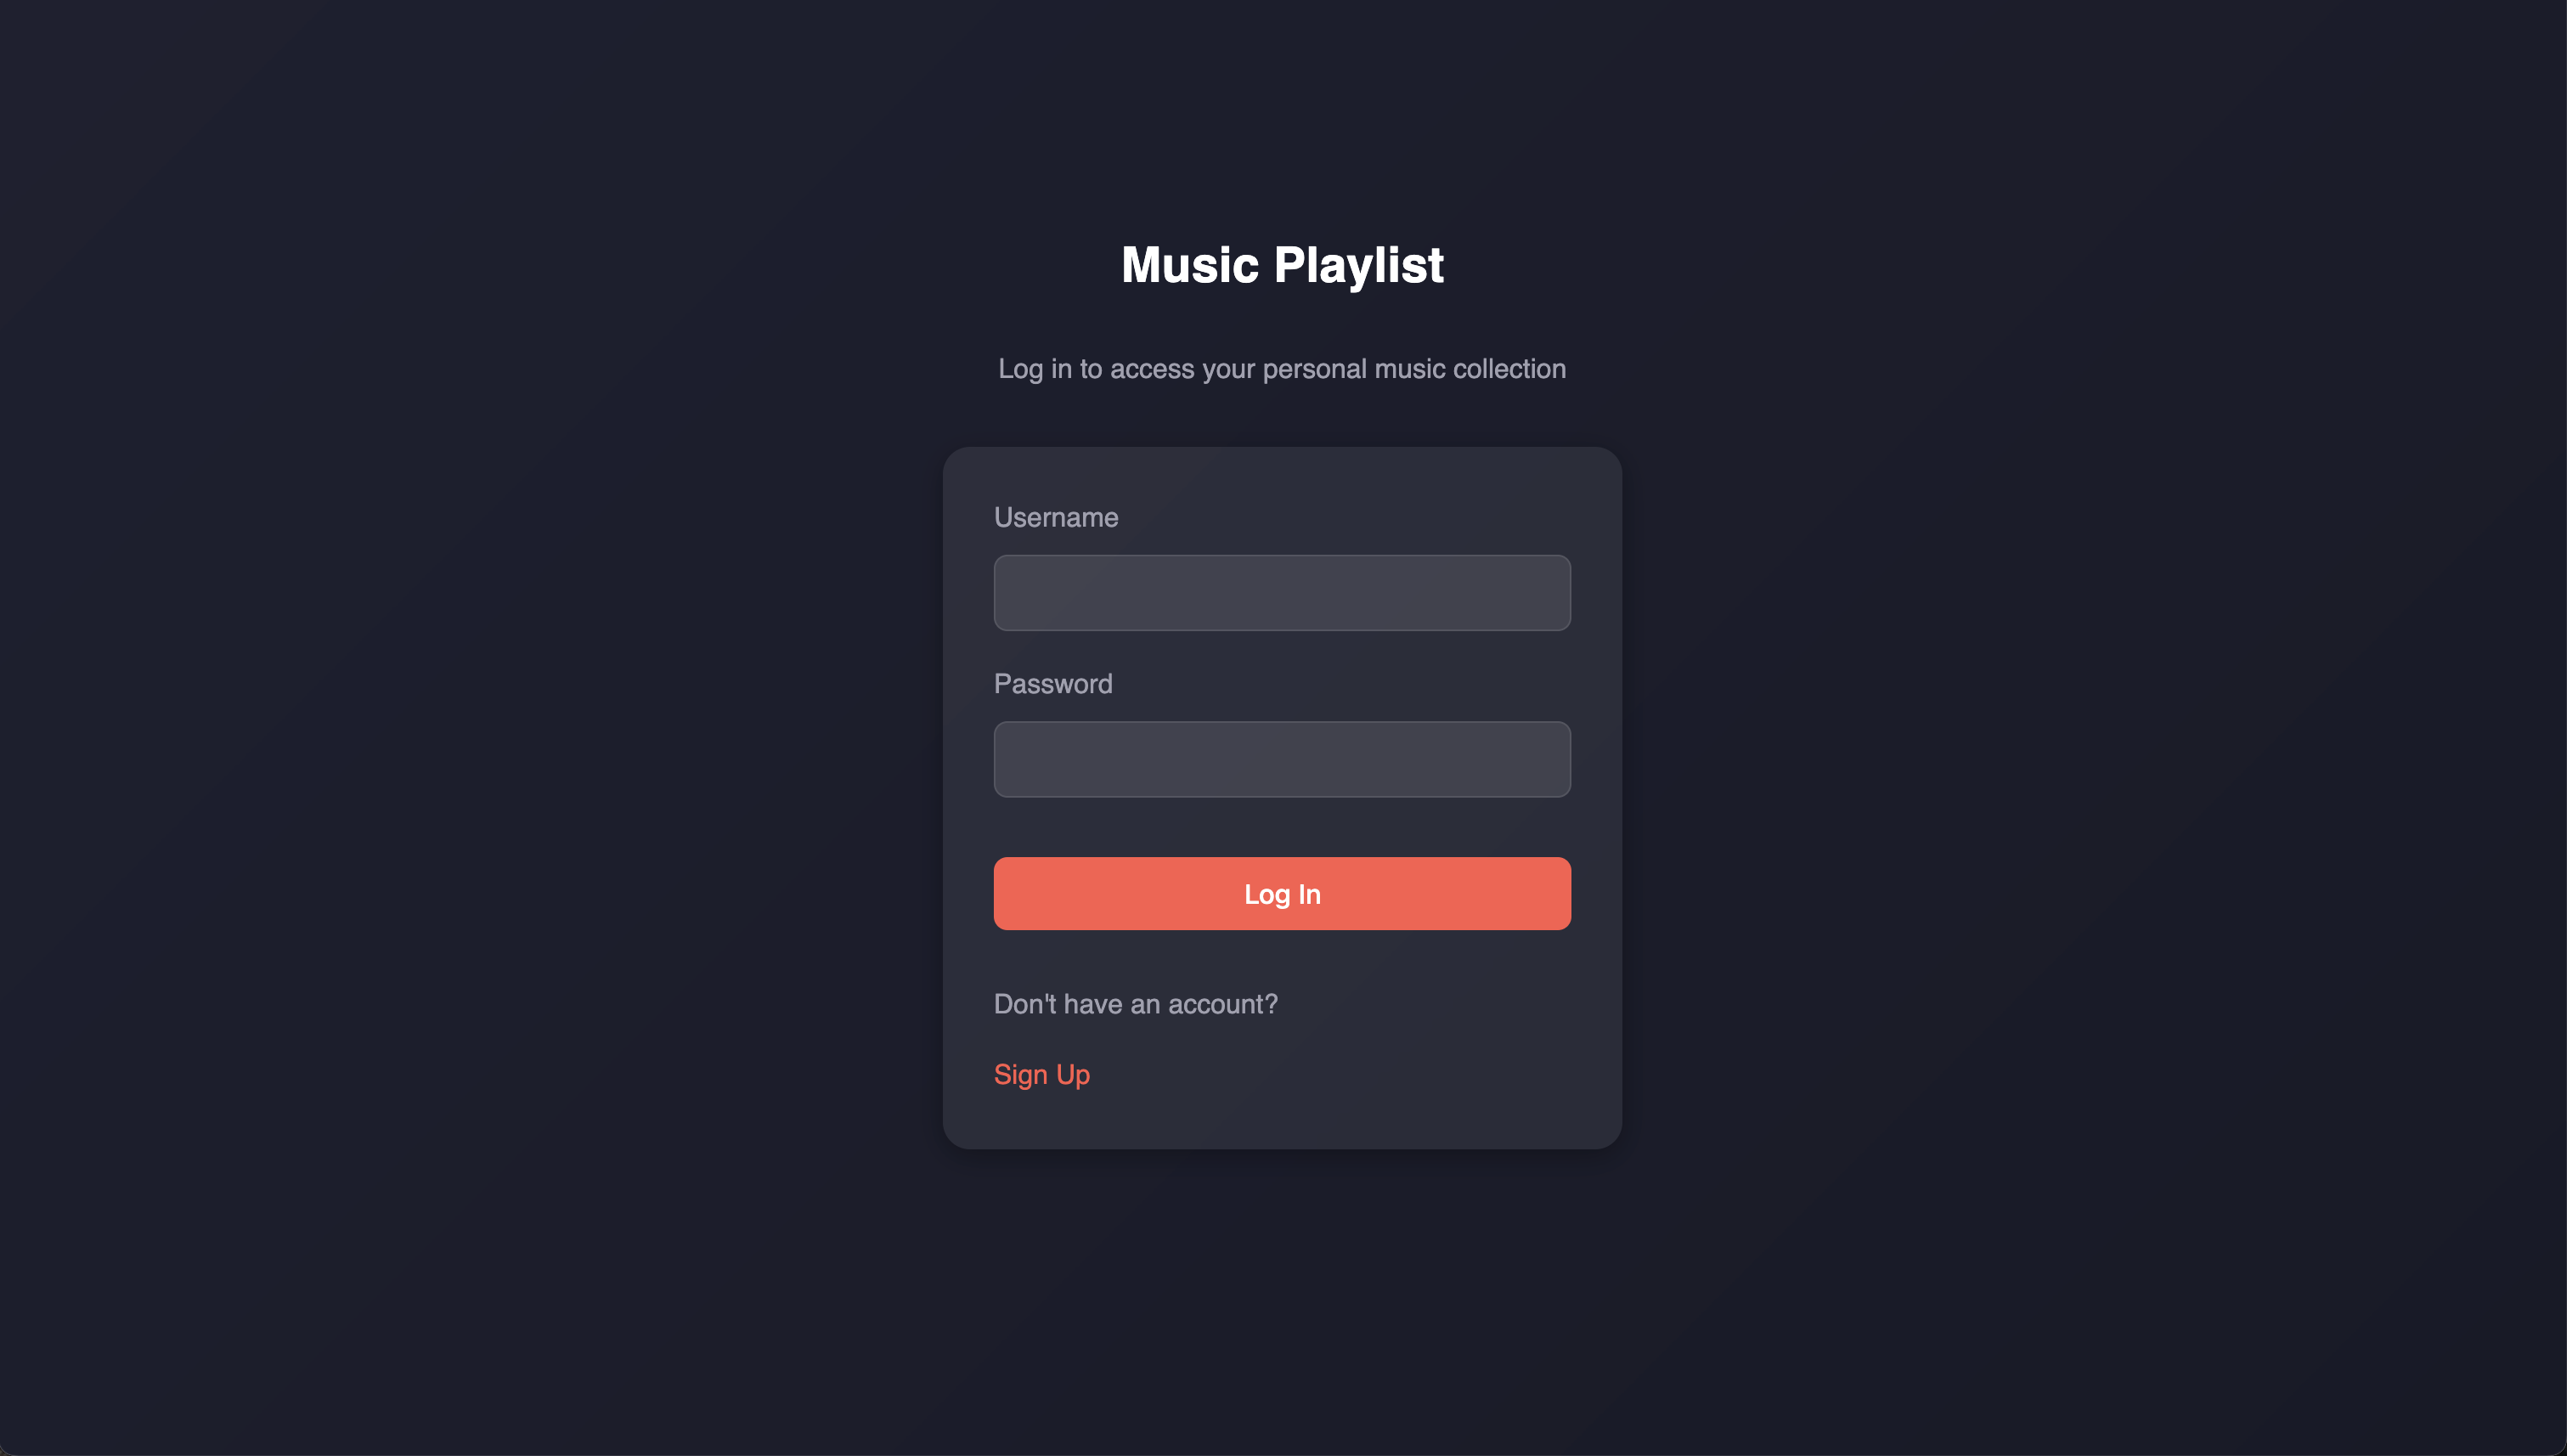 Music Playlist
Log in to access your personal music collection
Username
Password
Log In
Don't have an account?
Sign Up